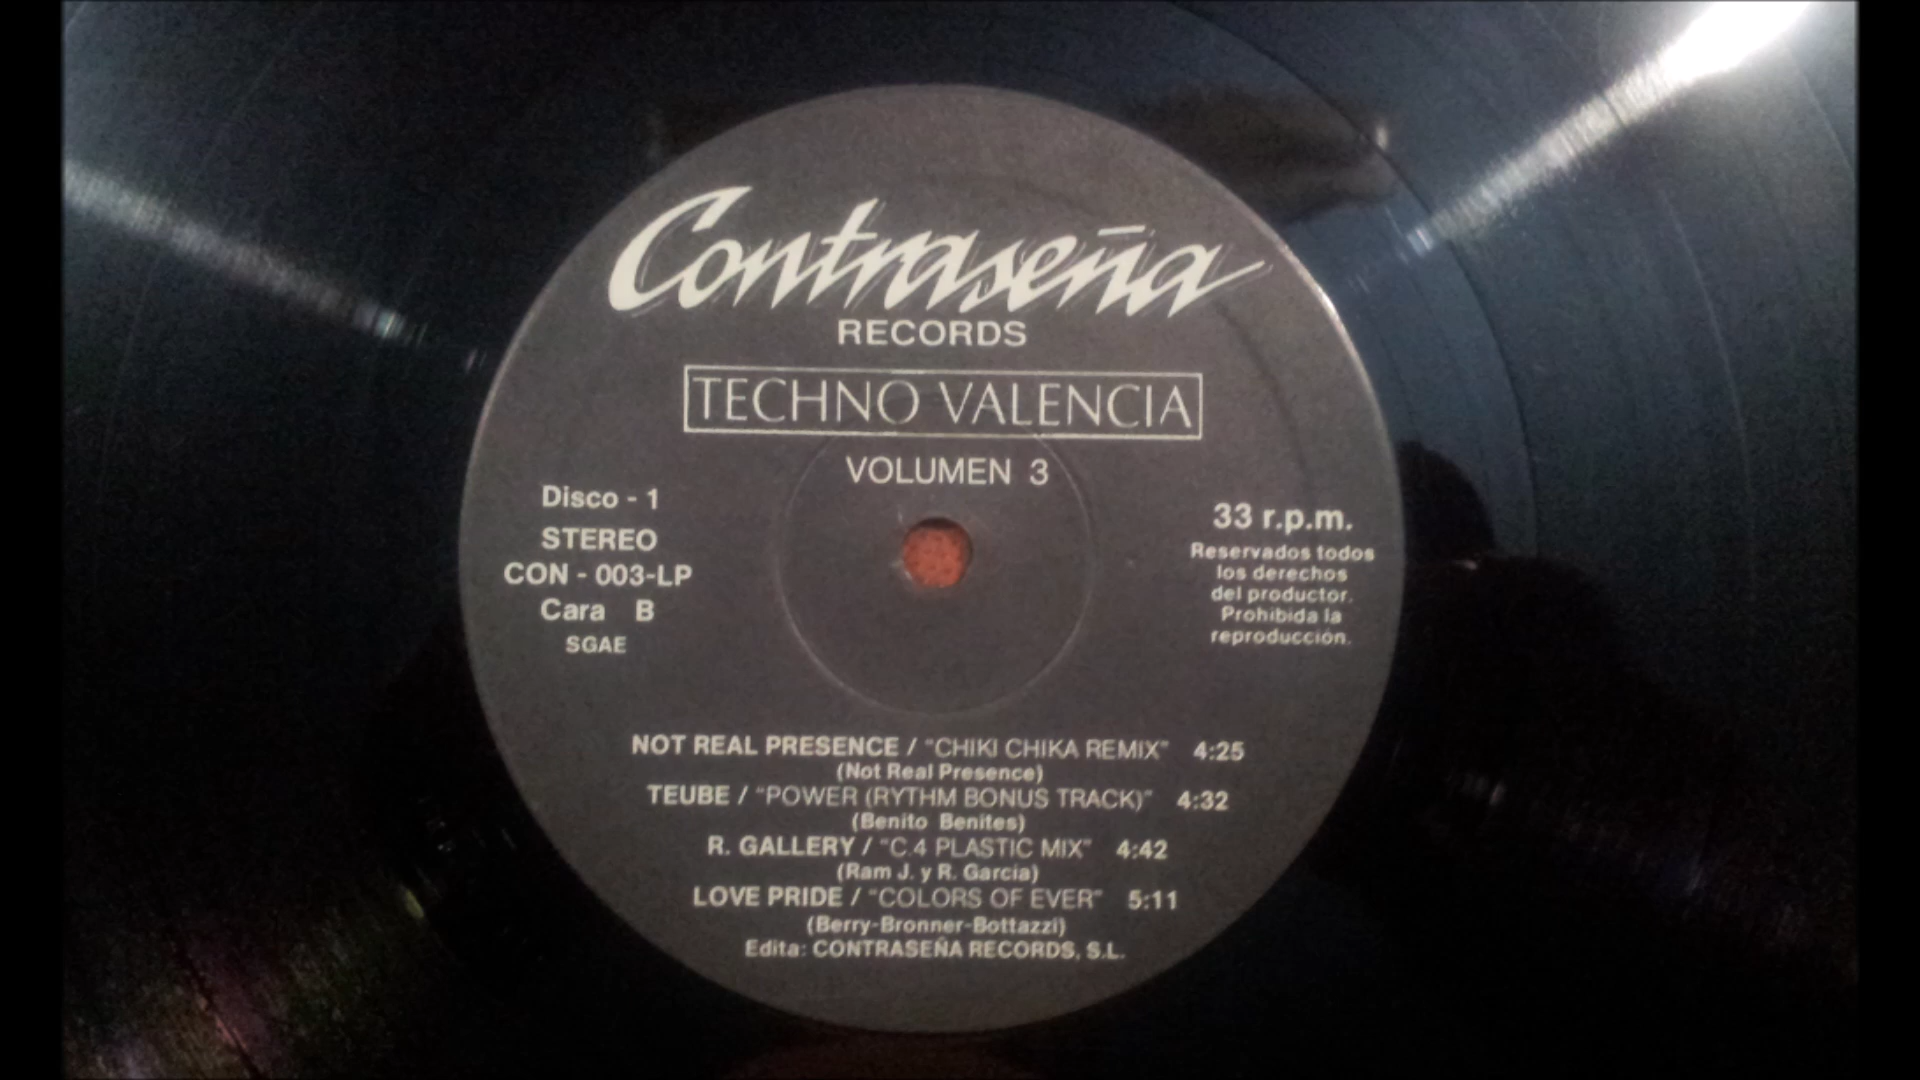 Contraseña
RECORDS
TECHNO VALENCIA
VOLUMEN 3
Disco - 1
STEREO
CON - 003-LP
Cara B
SGAE
33 r.p.m.
Reservados todos
los derechos
del productor.
Prohibida la
reproducción.
NOT REAL PRESENCE / "CHIKI CHIKA REMIX" 4:25
(Not Real Presence)
TEUBE / "POWER (RYTHM BONUS TRACK)" 4:32
(Benito Benites)
R. GALLERY / "C.4 PLASTIC MIX" 4:42
(Ram J. y R. Garcia)
LOVE PRIDE / "COLORS OF EVER" 5:11
(Berry-Bronner-Bottazzi)
Edita: CONTRASEÑA RECORDS, S.L.